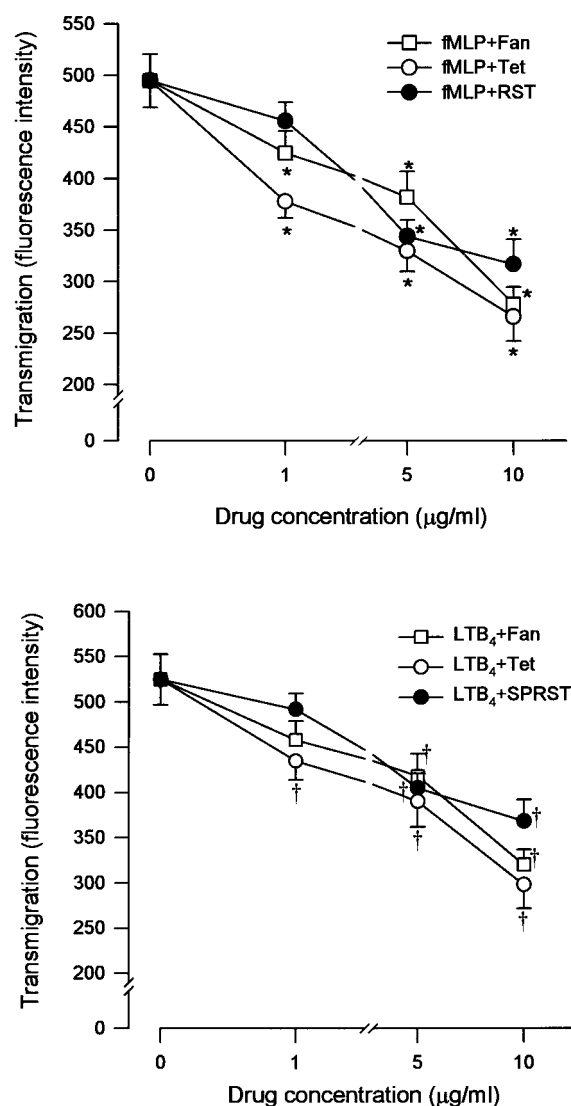 550
500
450
400
350
300
250
200
0
Transmigration (fluorescence intensity)
fMLP+Fan
fMLP+Tet
fMLP+RST
*
*
*
*
*
*
*
*
0 1 5 10
Drug concentration (μg/ml)
600
550
500
450
400
350
300
250
200
0
Transmigration (fluorescence intensity)
LTB₄+Fan
LTB₄+Tet
LTB₄+SPRST
†
†
†
†
†
†
†
0 1 5 10
Drug concentration (μg/ml)